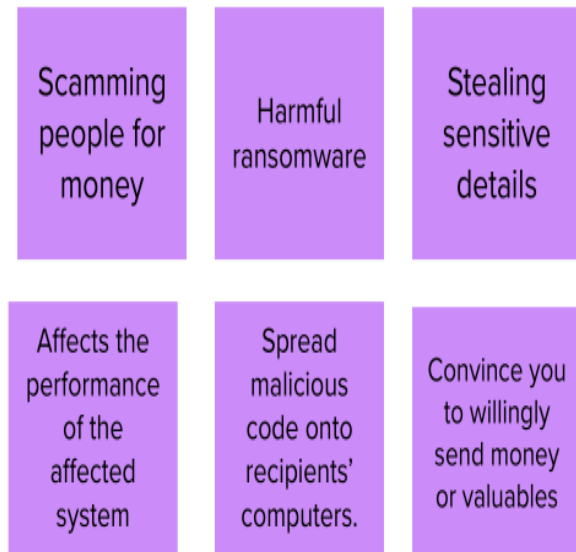 Scamming
people for
money
Harmful
ransomware
Stealing
sensitive
details
Affects the
performance
of the
affected
system
Spread
malicious
code onto
recipients'
computers.
Convince you
to willingly
send money
or valuables